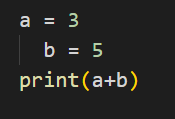 a = 3
  b = 5
print(a+b)